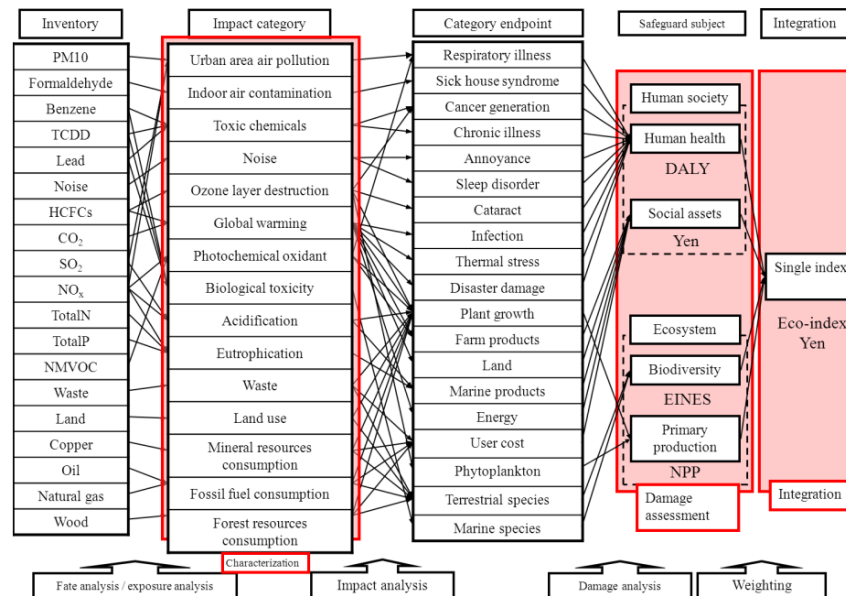 Inventory
Impact category
Category endpoint
Safeguard subject
Integration
PM10
Formaldehyde
Benzene
TCDD
Lead
Noise
HCFCs
CO₂
SO₂
NOₓ
TotalN
TotalP
NMVOC
Waste
Land
Copper
Oil
Natural gas
Wood
Urban area air pollution
Indoor air contamination
Toxic chemicals
Noise
Ozone layer destruction
Global warming
Photochemical oxidant
Biological toxicity
Acidification
Eutrophication
Waste
Land use
Mineral resources
consumption
Fossil fuel consumption
Forest resources
consumption
Characterization
Respiratory illness
Sick house syndrome
Cancer generation
Chronic illness
Annoyance
Sleep disorder
Cataract
Infection
Thermal stress
Disaster damage
Plant growth
Farm products
Land
Marine products
Energy
User cost
Phytoplankton
Terrestrial species
Marine species
Human society
Human health
DALY
Social assets
Yen
Ecosystem
Biodiversity
EINES
Primary
production
NPP
Damage
assessment
Single index
Eco-index
Yen
Integration
Fate analysis / exposure analysis
Impact analysis
Damage analysis
Weighting